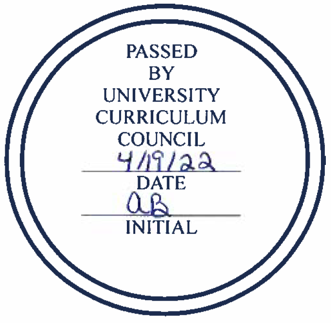 PASSED
BY
UNIVERSITY
CURRICULUM
COUNCIL
4/19/22
DATE
aB
INITIAL